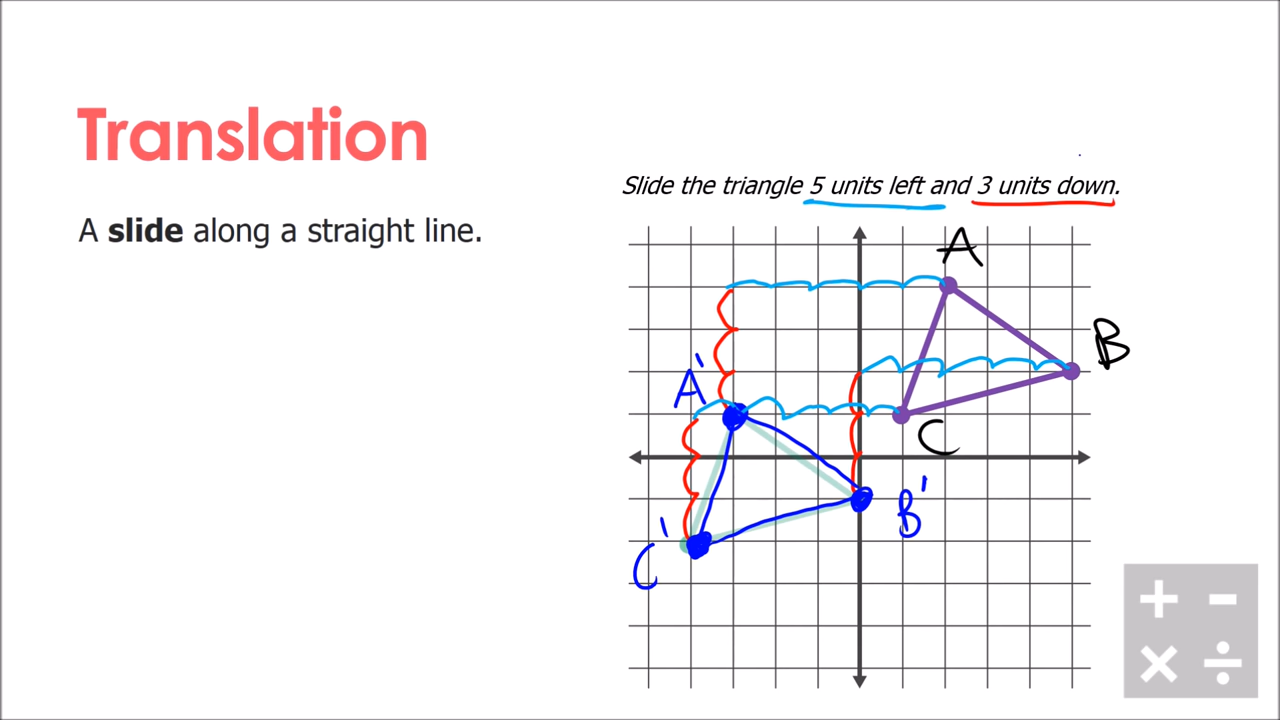 Translation
Slide the triangle 5 units left and 3 units down.
A slide along a straight line.
A
B
A'
C
B'
C'
+ −
× ÷